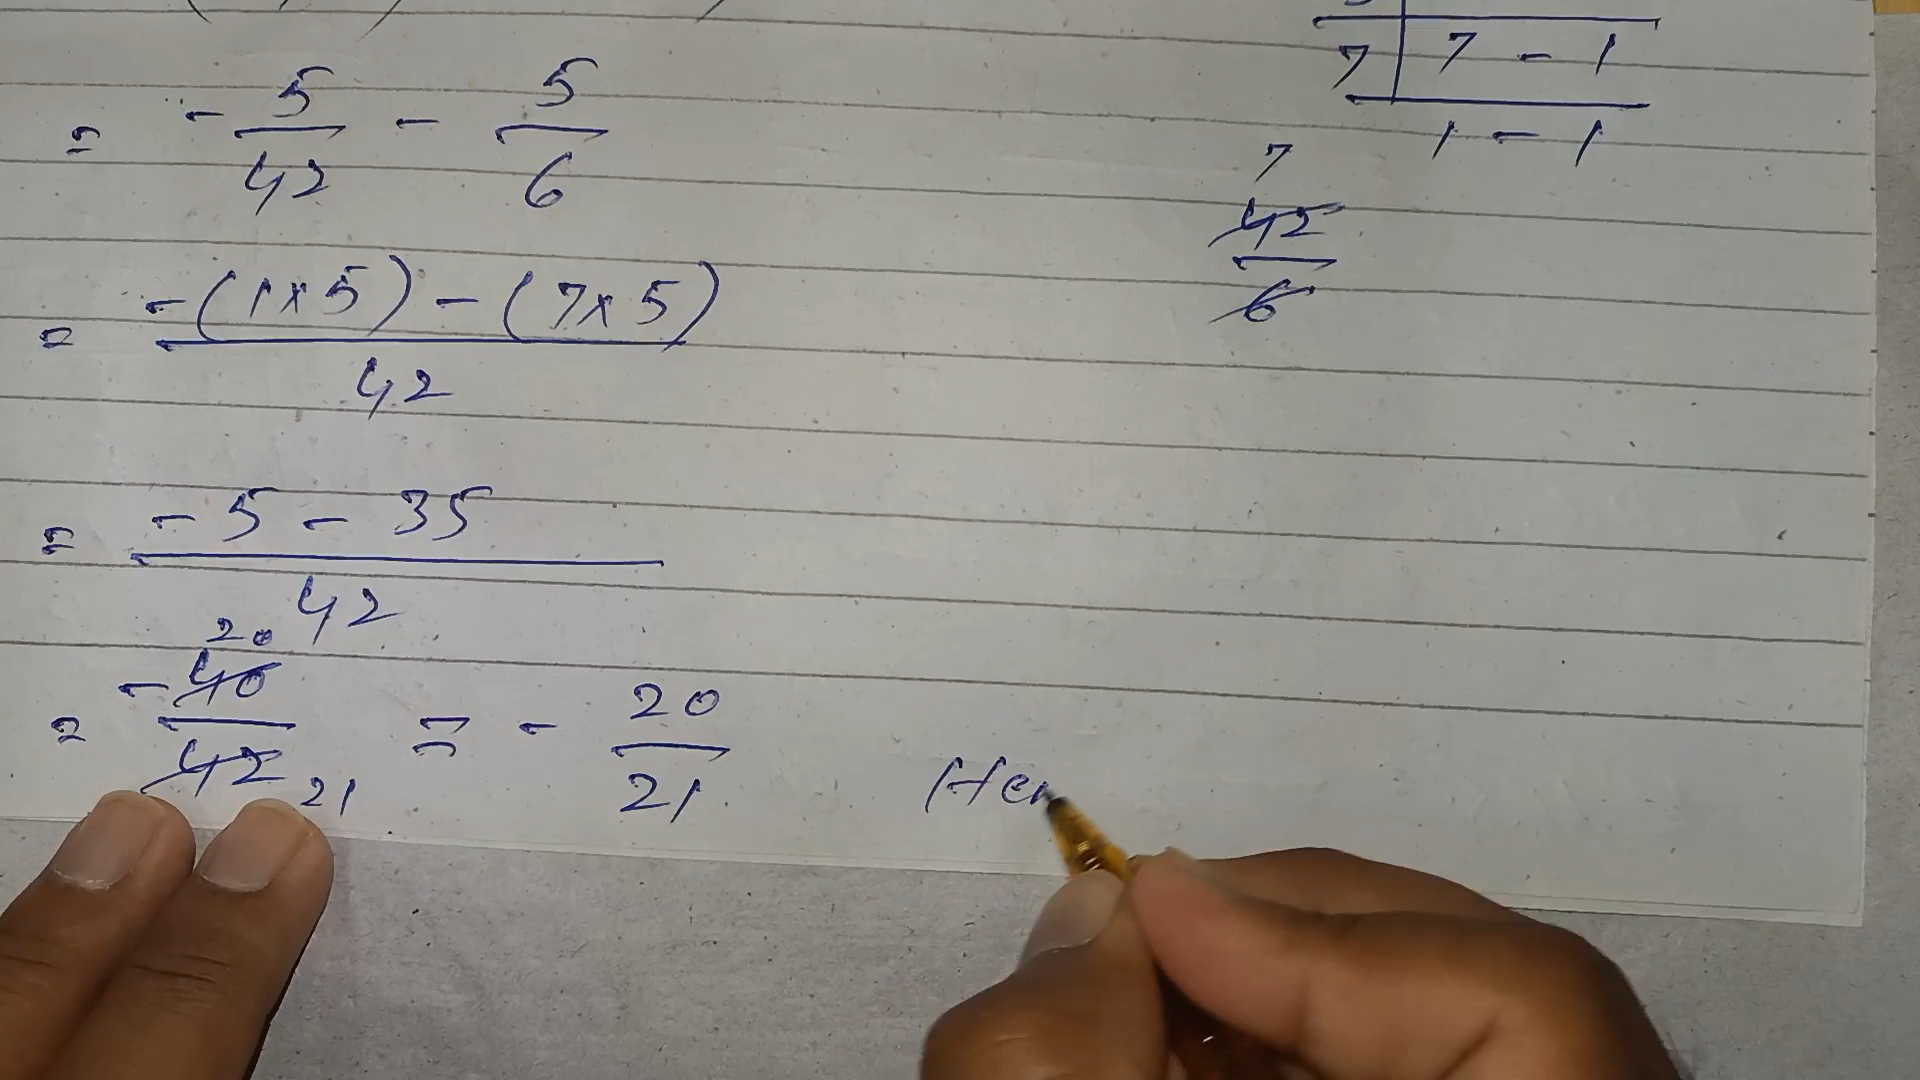 = - 5/42 - 5/6
= -(1×5) - (7×5) / 42
= -5 - 35 / 42
= -40/42 20 21 = - 20/21
Hen
7 | 7 - 1
1 - 1
7
42/6